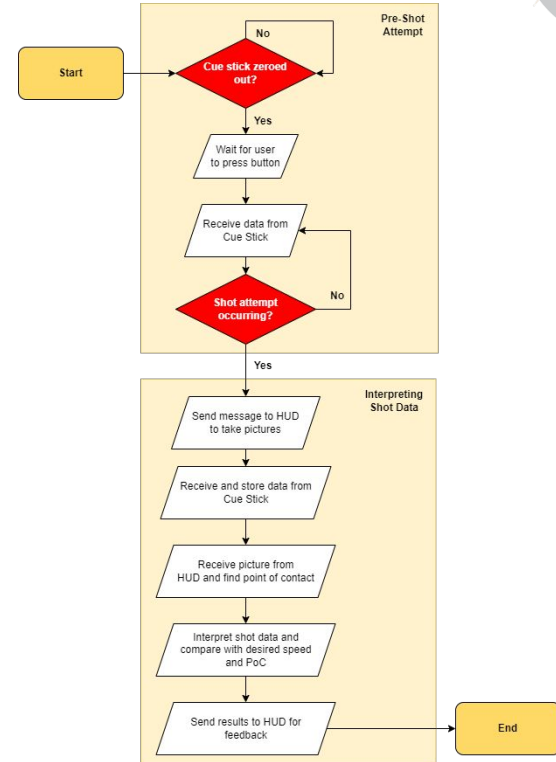 Pre-Shot
Attempt
Start
No
Cue stick zeroed
out?
Yes
Wait for user
to press button
Receive data from
Cue Stick
No
Shot attempt
occurring?
Yes
Interpreting
Shot Data
Send message to HUD
to take pictures
Receive and store data from
Cue Stick
Receive picture from
HUD and find point of contact
Interpret shot data and
compare with desired speed
and PoC
Send results to HUD for
feedback
End